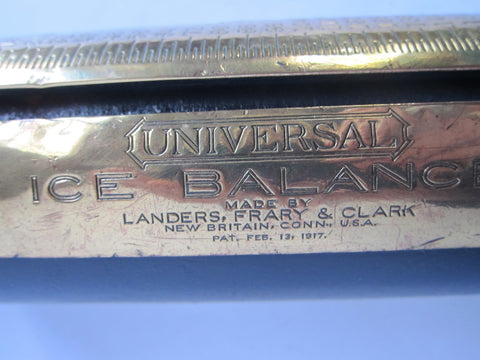 UNIVERSAL
ICE BALANCE
MADE BY
LANDERS, FRARY & CLARK
NEW BRITAIN, CONN., U.S.A.
PAT. FEB. 13, 1917.